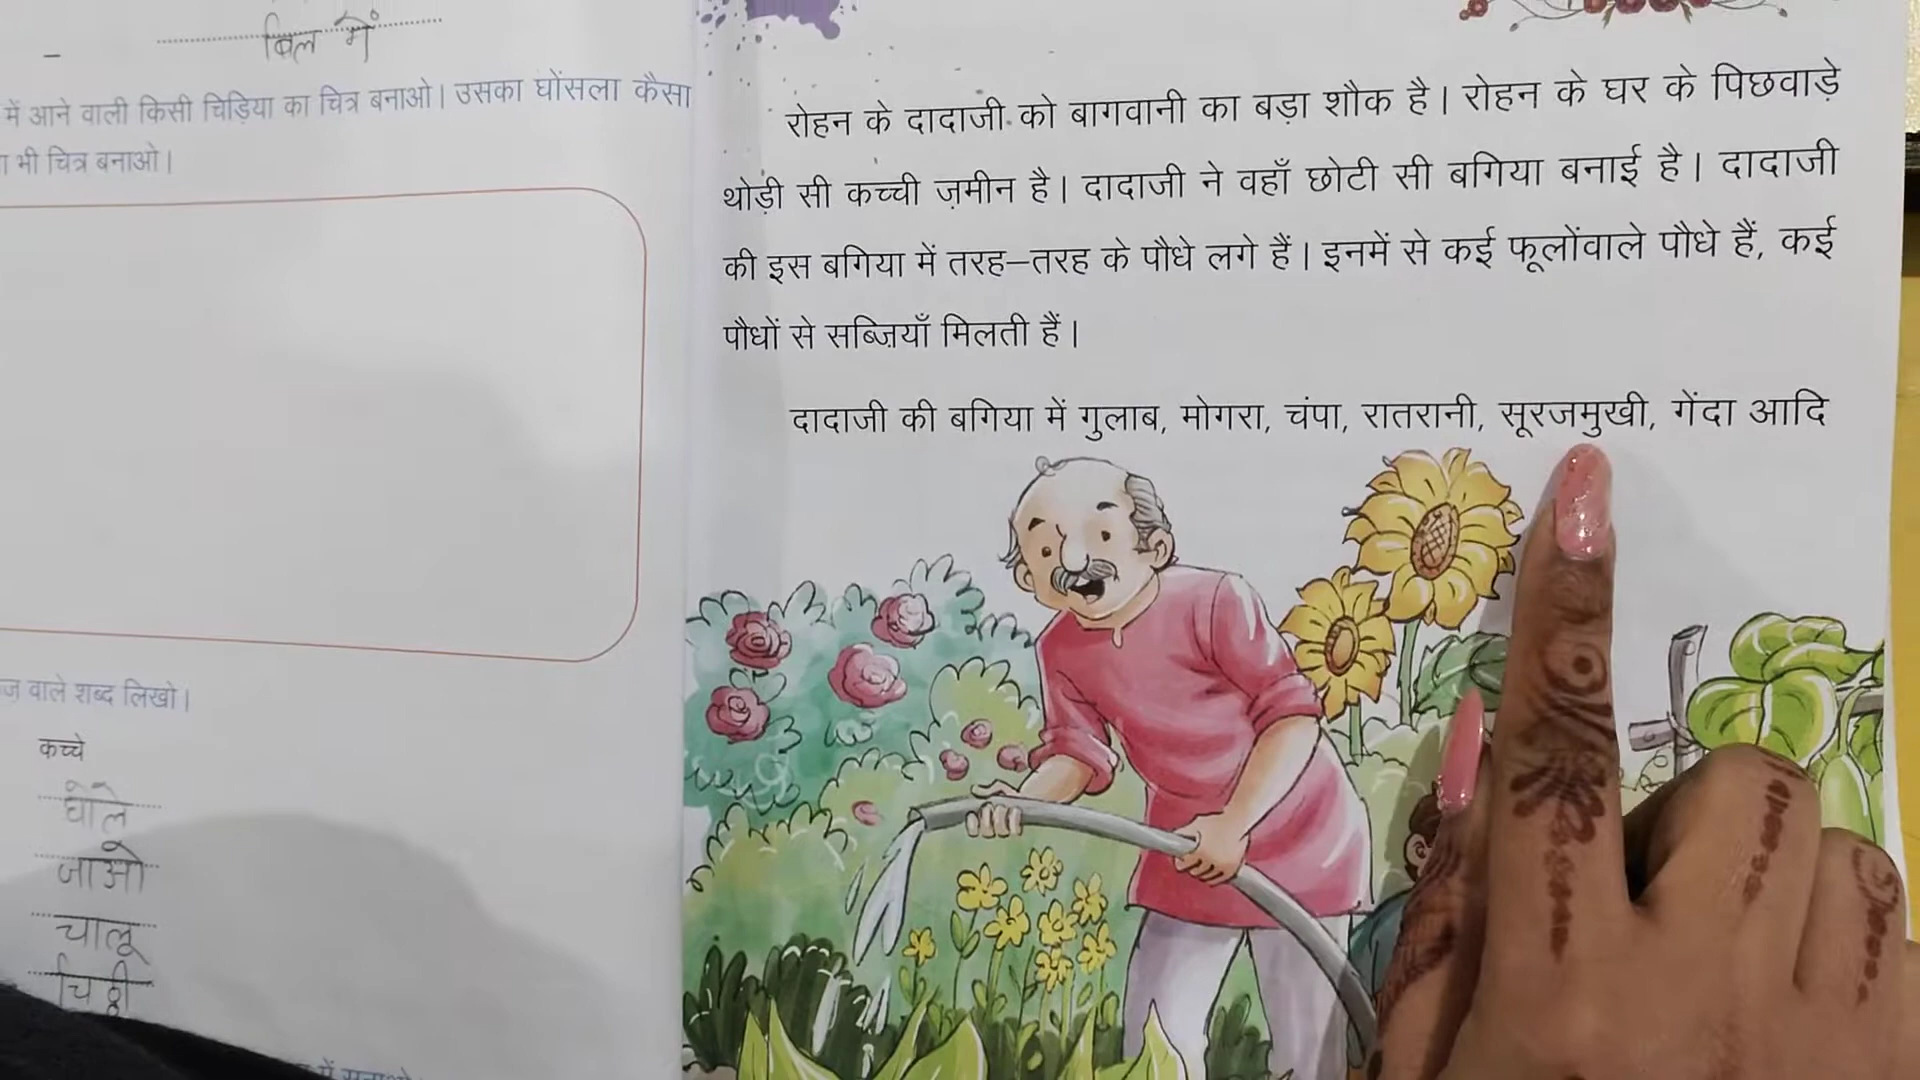 बिल में
में आने वाली किसी चिड़िया का चित्र बनाओ। उसका घोंसला कैसा
भी चित्र बनाओ।
वाले शब्द लिखो।
कच्चे
जाओ
चालू
चिठ्ठी
रोहन के दादाजी को बागवानी का बड़ा शौक है। रोहन के घर के पिछवाड़े
थोड़ी सी कच्ची ज़मीन है। दादाजी ने वहाँ छोटी सी बगिया बनाई है। दादाजी
की इस बगिया में तरह–तरह के पौधे लगे हैं। इनमें से कई फूलोंवाले पौधे हैं, कई
पौधों से सब्ज़ियाँ मिलती हैं।
दादाजी की बगिया में गुलाब, मोगरा, चंपा, रातरानी, सूरजमुखी, गेंदा आदि